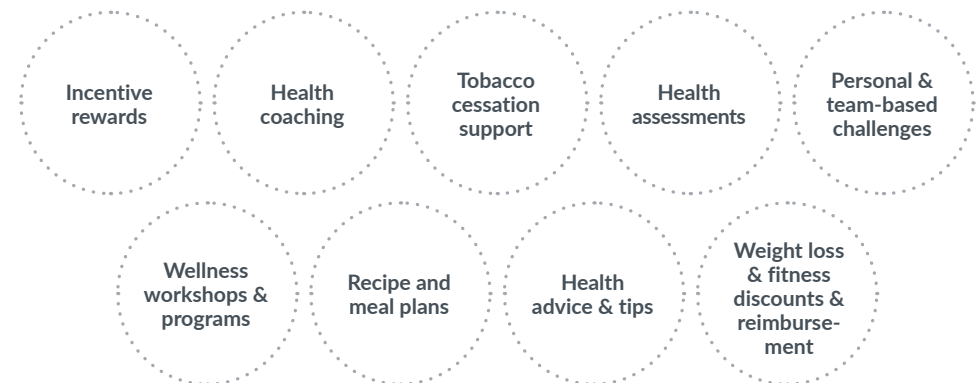 Incentive
rewards
Health
coaching
Tobacco
cessation
support
Health
assessments
Personal &
team-based
challenges
Wellness
workshops &
programs
Recipe and
meal plans
Health
advice & tips
Weight loss
& fitness
discounts &
reimburse-
ment